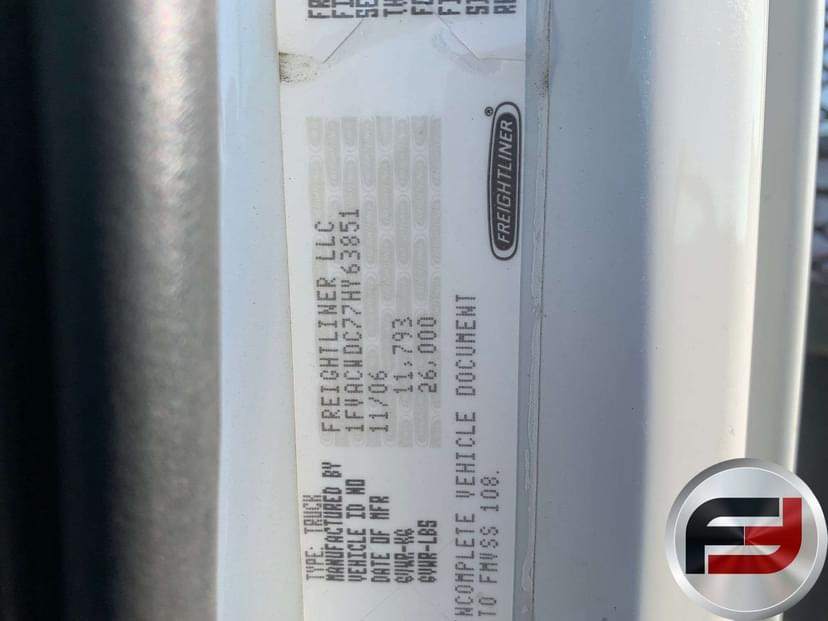 TYPE: TRUCK
MANUFACTURED BY FREIGHTLINER LLC
VEHICLE ID NO 1FVACWDC77HY63851
DATE OF MFR 11/06
GVWR-KG 11,793
GVWR-LBS 26,000
NCOMPLETE VEHICLE DOCUMENT
TO FMVSS 108.
FREIGHTLINER®